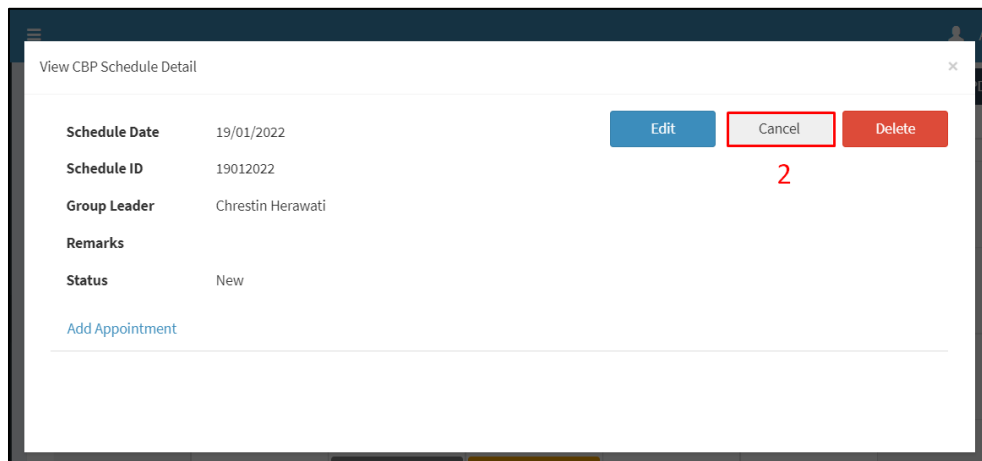 View CBP Schedule Detail ×
Schedule Date 19/01/2022 Edit Cancel Delete
Schedule ID 19012022 2
Group Leader Chrestin Herawati
Remarks
Status New
Add Appointment